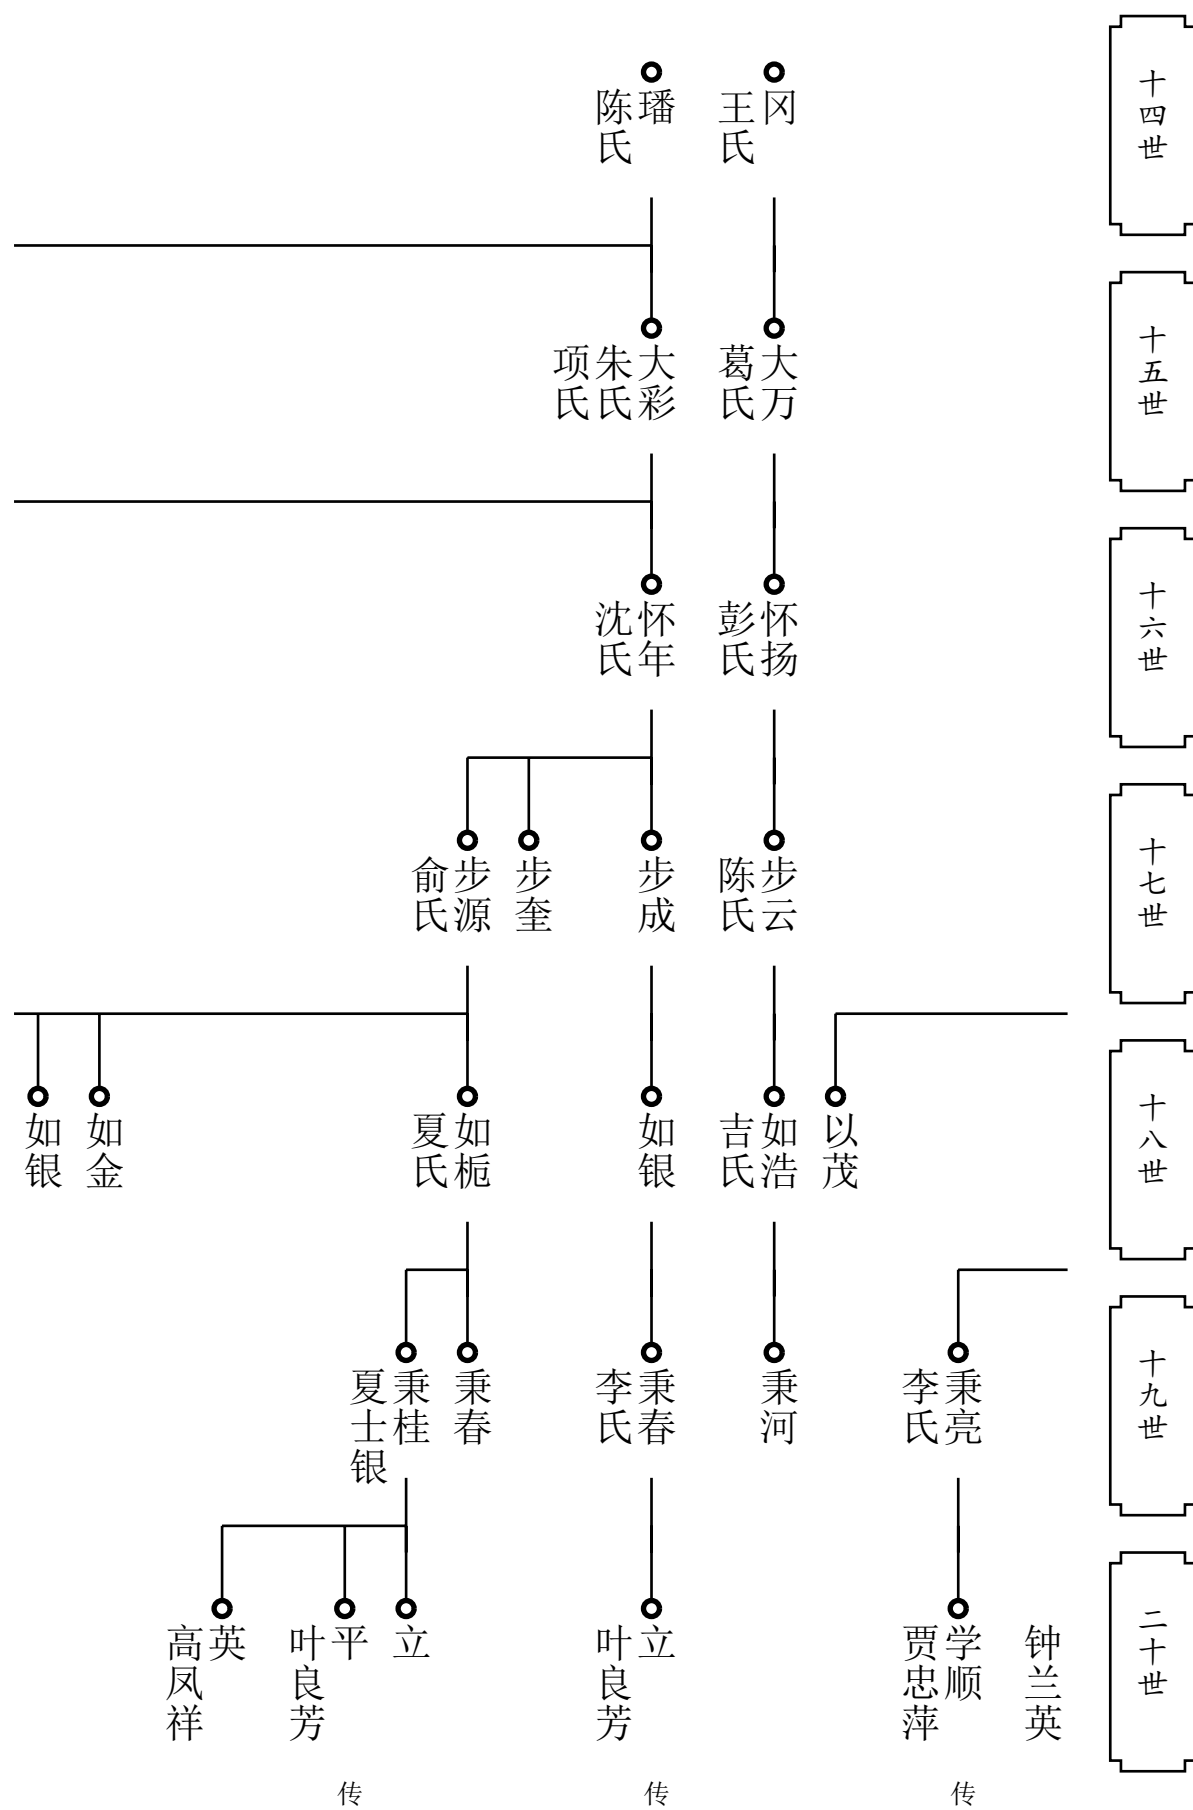 十四世
冈
王氏
璠
陈氏
十五世
大万
葛氏
大彩
朱氏
项氏
十六世
怀扬
彭氏
怀年
沈氏
十七世
步云
陈氏
步成
步奎
步源
俞氏
十八世
以茂
如浩
吉氏
如银
如栀
夏氏
如金
如银
十九世
秉亮
李氏
秉河
秉春
李氏
秉春
秉桂
夏士银
二十世
钟兰英
学顺
贾忠萍
立
叶良芳
立
平
叶良芳
英
高凤祥
传
传
传